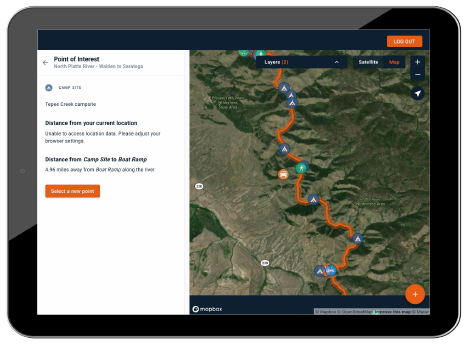 LOG OUT
Point of Interest
North Platte River - Walden to Saratoga
CAMP SITE
Tepee Creek campsite
Distance from your current location
Unable to access location data. Please adjust your
browser settings.
Distance from Camp Site to Boat Ramp
4.96 miles away from Boat Ramp along the river
Select a new point
Layers (2)
Satellite
Map
+
−
230
230
+
mapbox
© Mapbox © OpenStreetMap Improve this map © Maxar